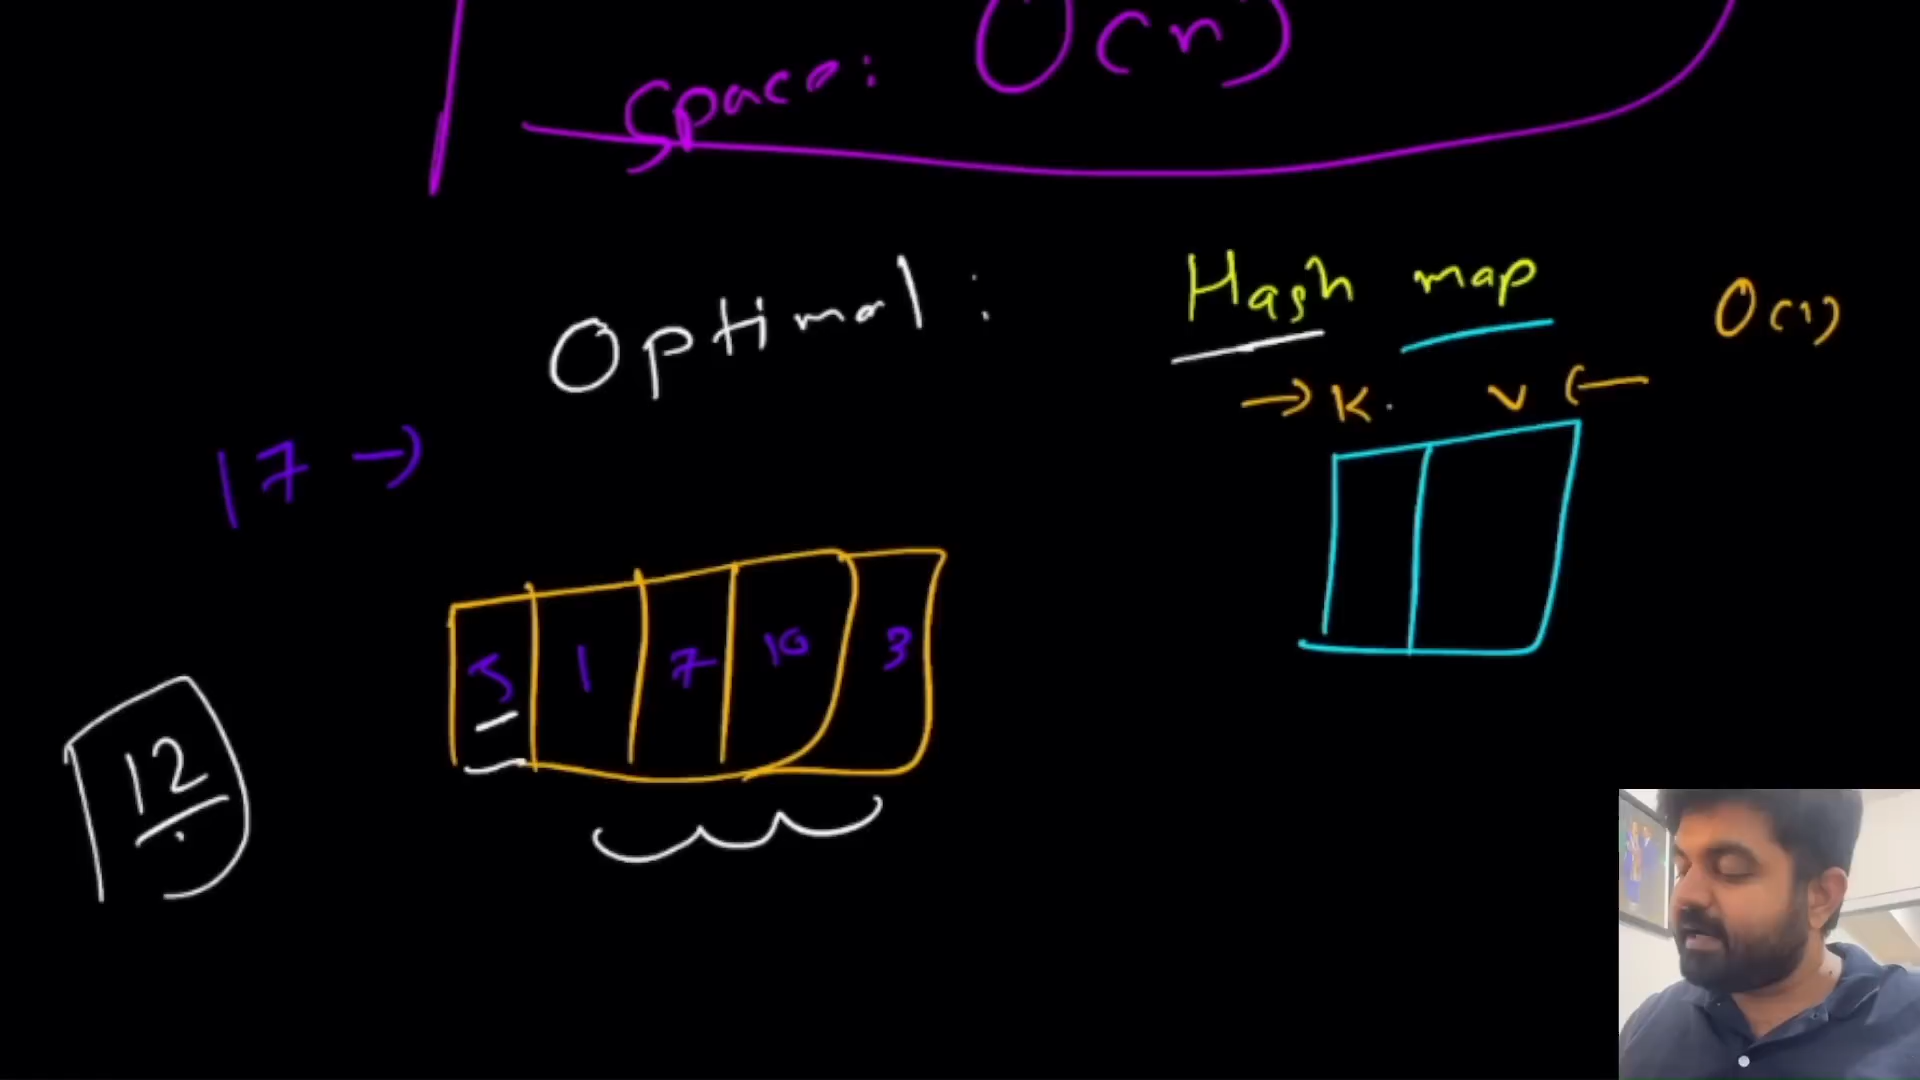 space: O(n)
Optimal :
Hash map
O(1)
→ K. V ←
17 →
5 1 7 10 3
12